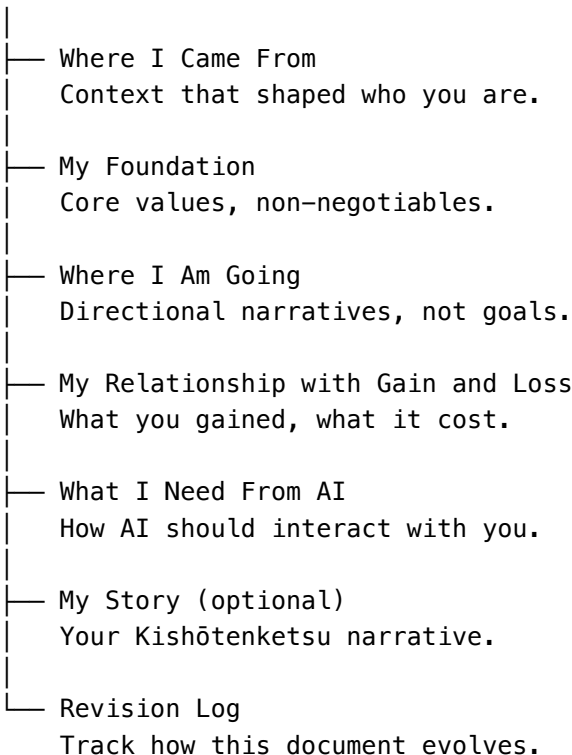 │
├── Where I Came From
│   Context that shaped who you are.
│
├── My Foundation
│   Core values, non-negotiables.
│
├── Where I Am Going
│   Directional narratives, not goals.
│
├── My Relationship with Gain and Loss
│   What you gained, what it cost.
│
├── What I Need From AI
│   How AI should interact with you.
│
├── My Story (optional)
│   Your Kishōtenketsu narrative.
│
└── Revision Log
    Track how this document evolves.